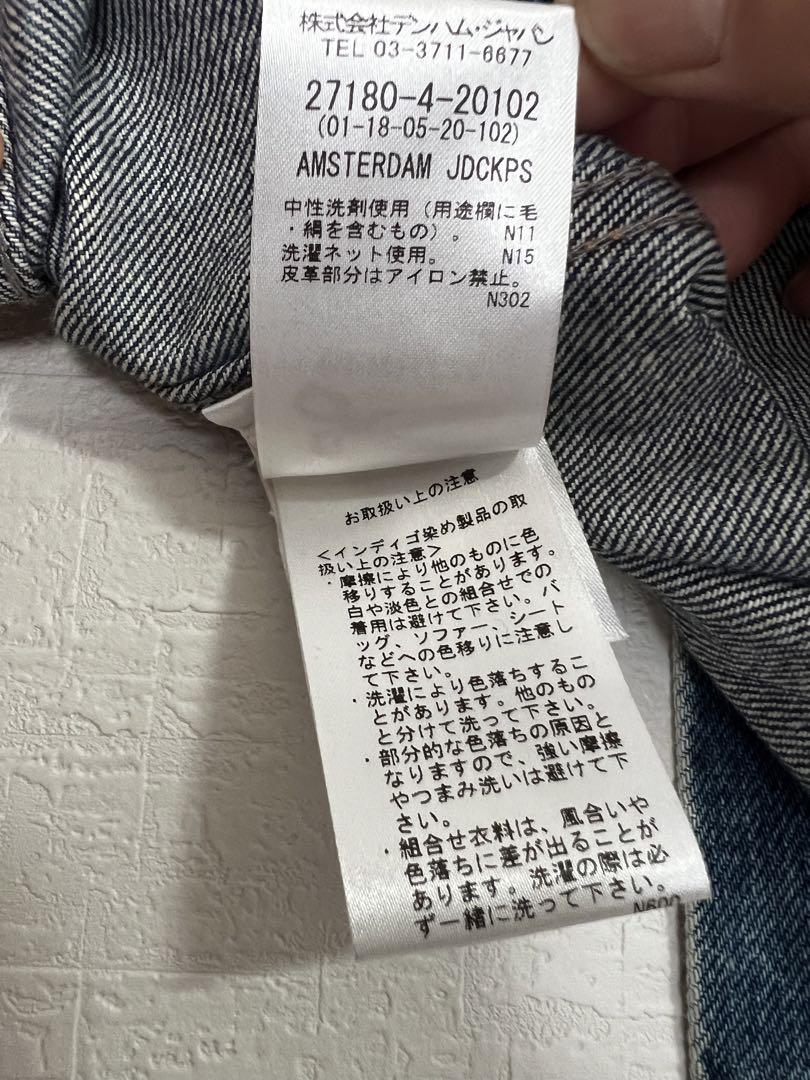 株式会社デンハム・ジャパン
TEL 03-3711-6677
27180-4-20102
(01-18-05-20-102)
AMSTERDAM JDCKPS
中性洗剤使用（用途欄に毛
・絹を含むもの）。 N11
洗濯ネット使用。 N15
皮革部分はアイロン禁止。
N302
お取扱い上の注意
＜インディゴ染め製品の取
扱い上の注意＞
・摩擦により他のものに色
移りすることがあります。
白や淡色との組合せでの
着用は避けて下さい。バ
ッグ、ソファー、シート
などへの色移りに注意し
て下さい。
・洗濯により色落ちするこ
とがあります。他のもの
と分けて洗って下さい。
・部分的な色落ちの原因と
なりますので、強い摩擦
やつまみ洗いは避けて下
さい。
・組合せ衣料は、風合いや
色落ちに差が出ることが
あります。洗濯の際は必
ず一緒に洗って下さい。
N600